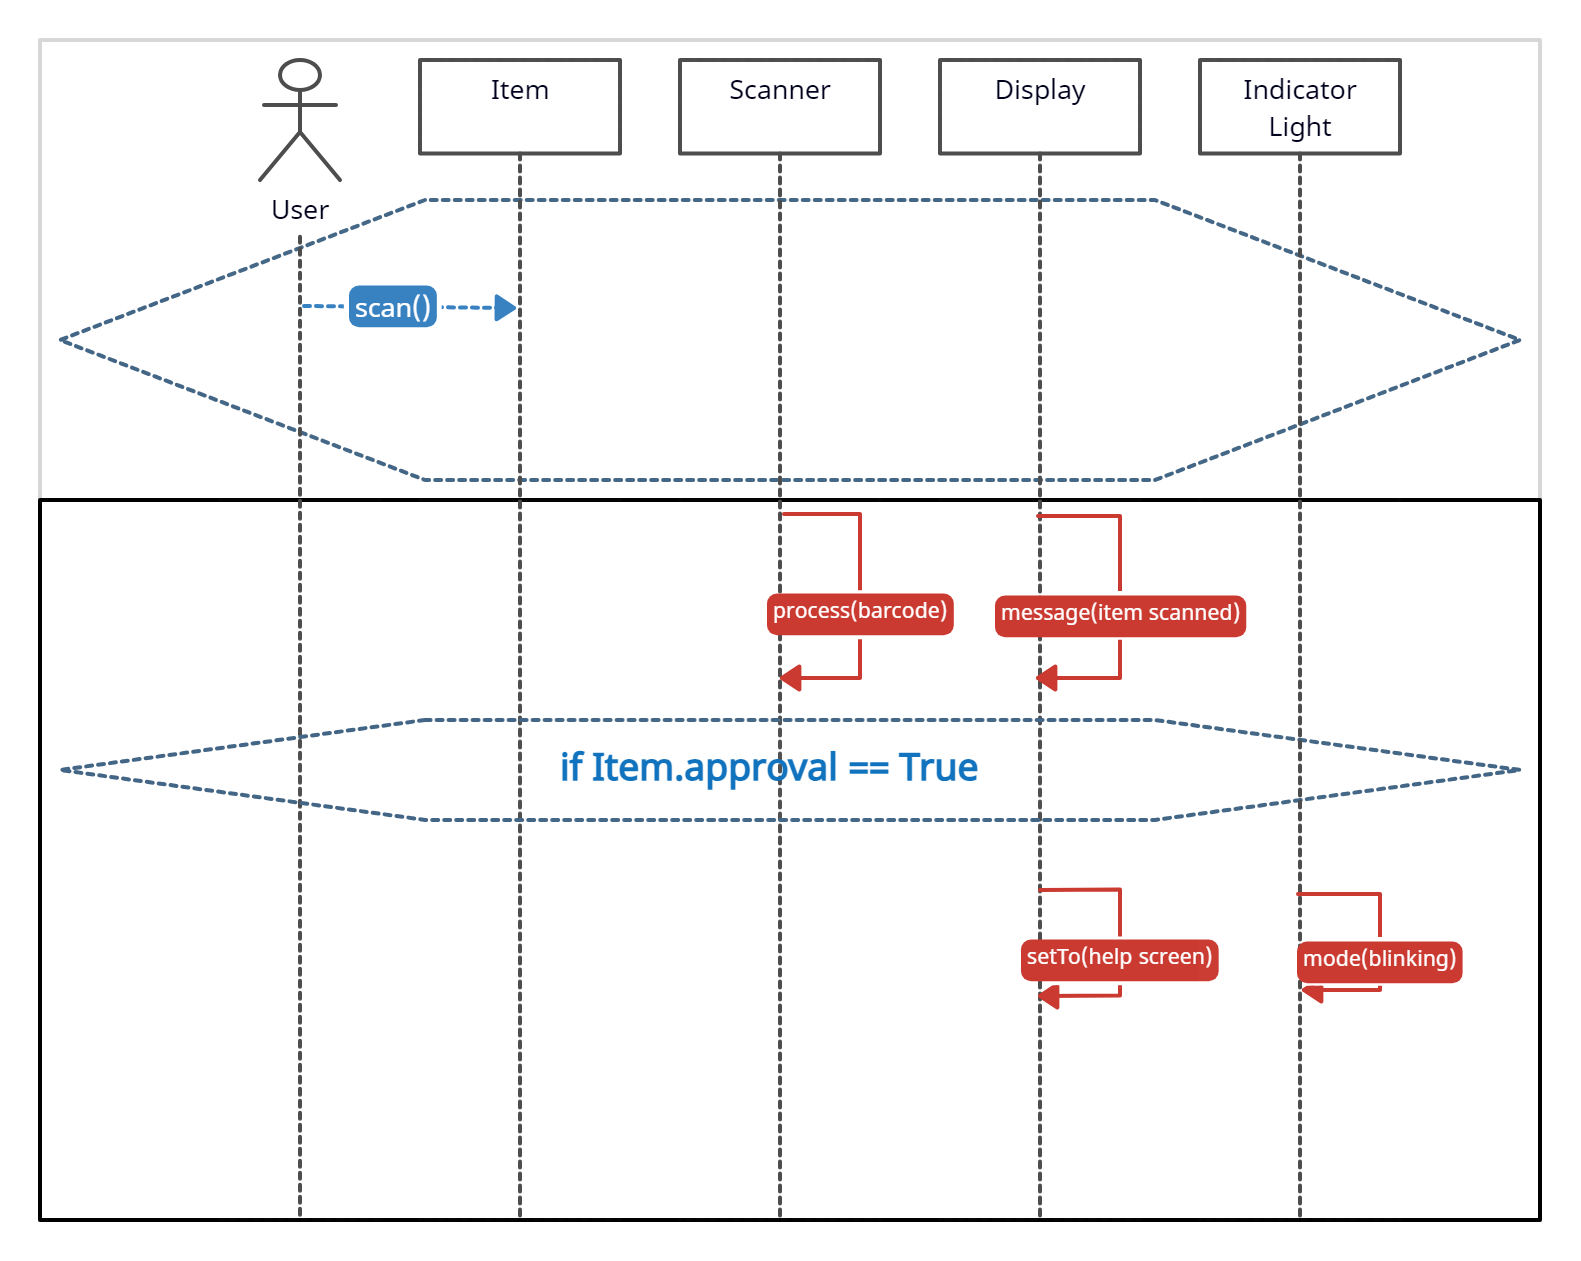 Item
Scanner
Display
Indicator
Light
User
scan()
process(barcode)
message(item scanned)
if Item.approval == True
setTo(help screen)
mode(blinking)